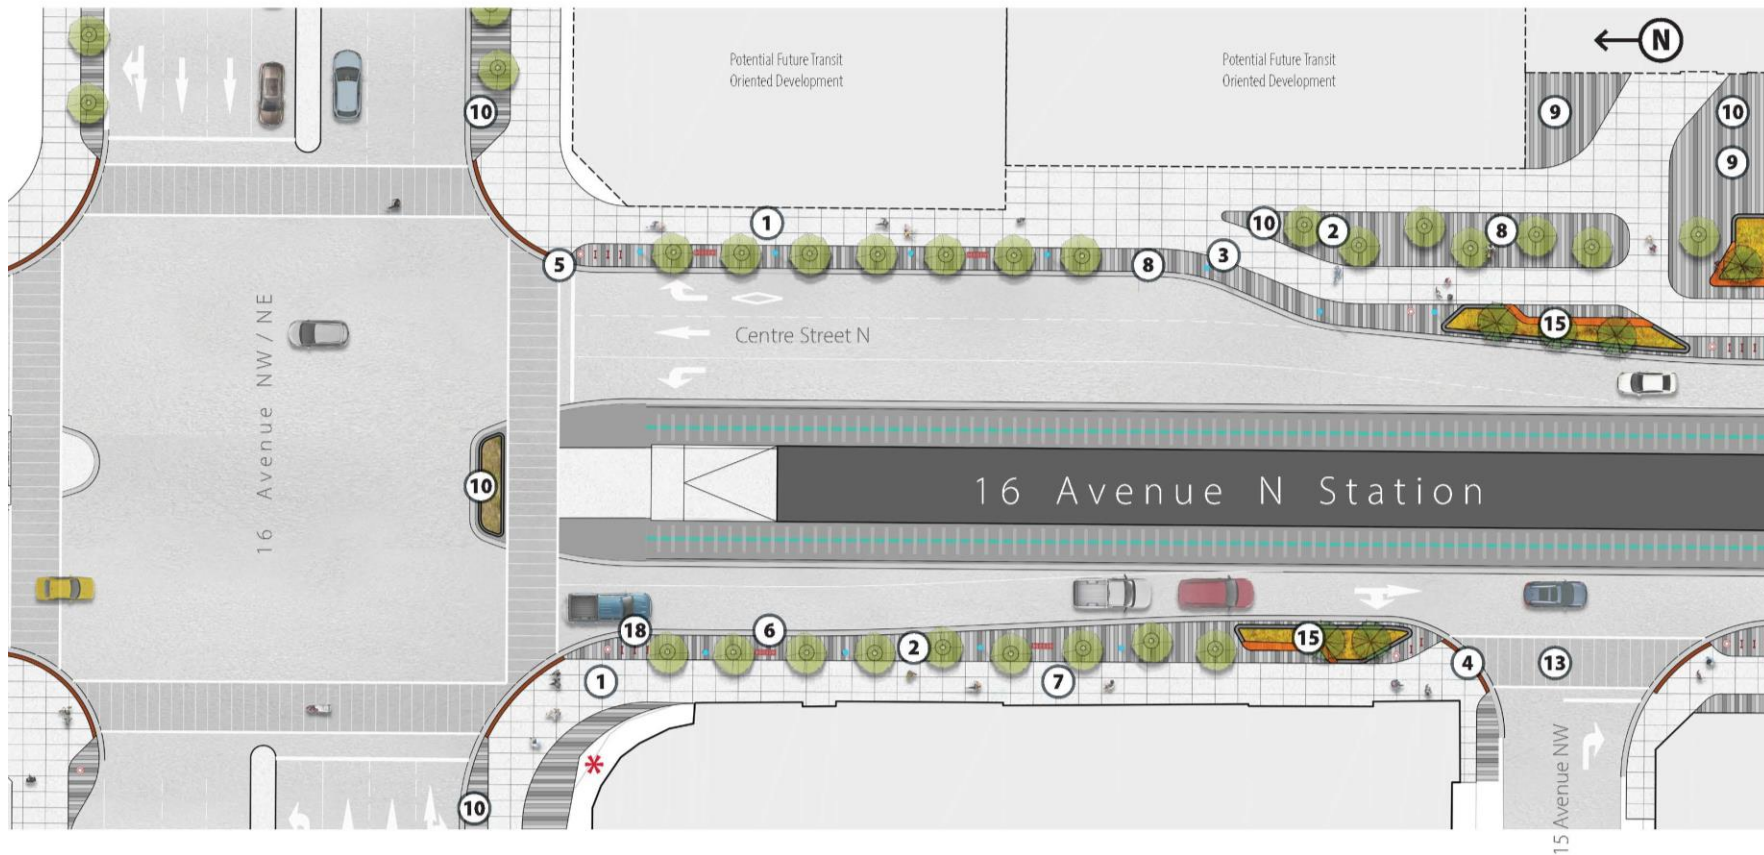 Potential Future Transit
Oriented Development
Potential Future Transit
Oriented Development
N
10
9
10
9
1
10
2
8
3
5
8
16 Avenue NW / NE
Centre Street N
15
10
16 Avenue N Station
18
6
2
15
1
7
4
13
*
10
15 Avenue NW